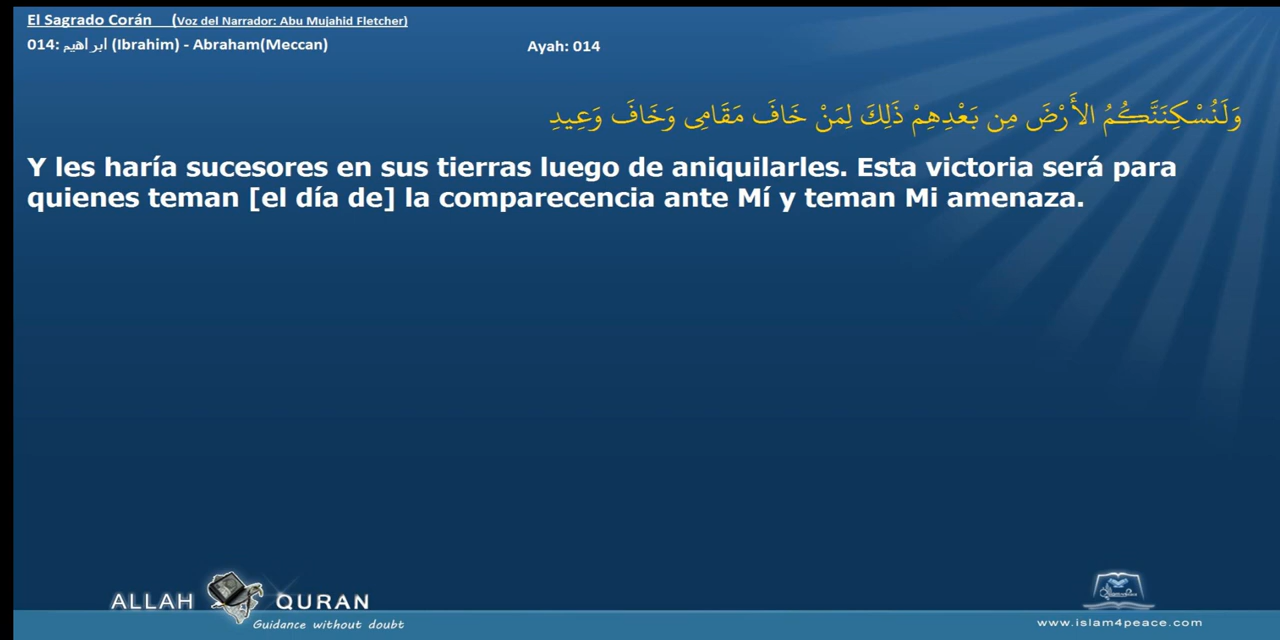 El Sagrado Corán (Voz del Narrador: Abu Mujahid Fletcher)
014: ابراهيم (Ibrahim) - Abraham(Meccan) Ayah: 014
وَلَنُسْكِنَنَّكُمُ الأَرْضَ مِن بَعْدِهِمْ ذَلِكَ لِمَنْ خَافَ مَقَامِى وَخَافَ وَعِيدِ
Y les haría sucesores en sus tierras luego de aniquilarles. Esta victoria será para
quienes teman [el día de] la comparecencia ante Mí y teman Mi amenaza.
ALLAH QURAN
Guidance without doubt
www.islam4peace.com